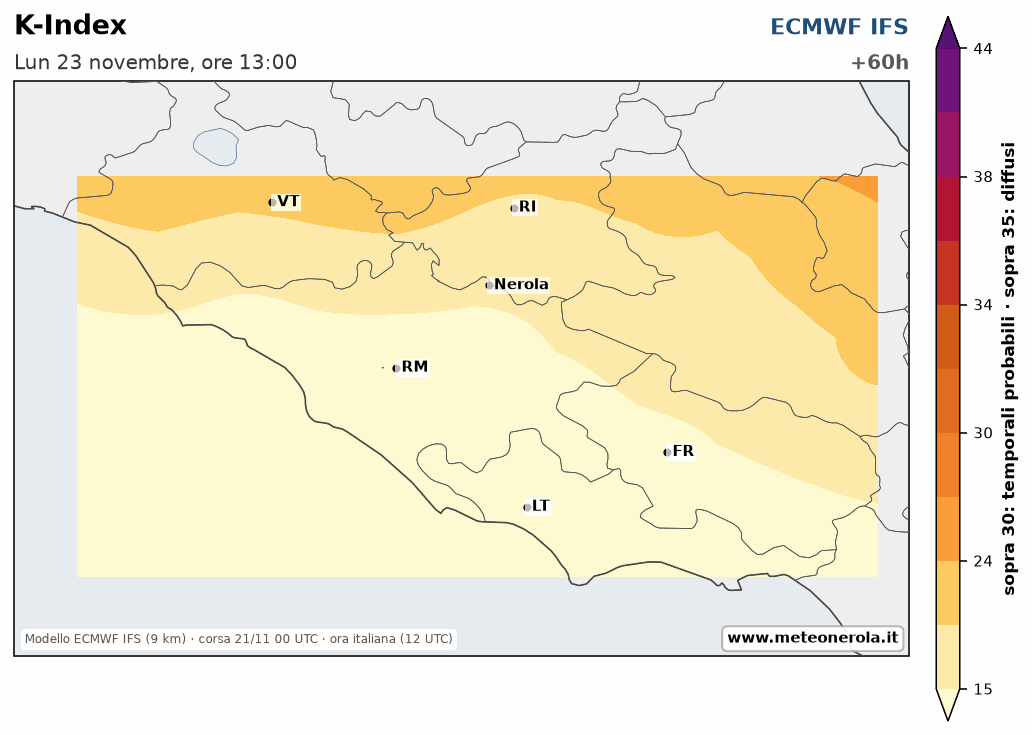 K-Index
ECMWF IFS
Lun 23 novembre, ore 13:00
+60h
VT
RI
Nerola
RM
FR
LT
Modello ECMWF IFS (9 km) · corsa 21/11 00 UTC · ora italiana (12 UTC)
www.meteonerola.it
44
38
34
30
24
15
sopra 30: temporali probabili · sopra 35: diffusi